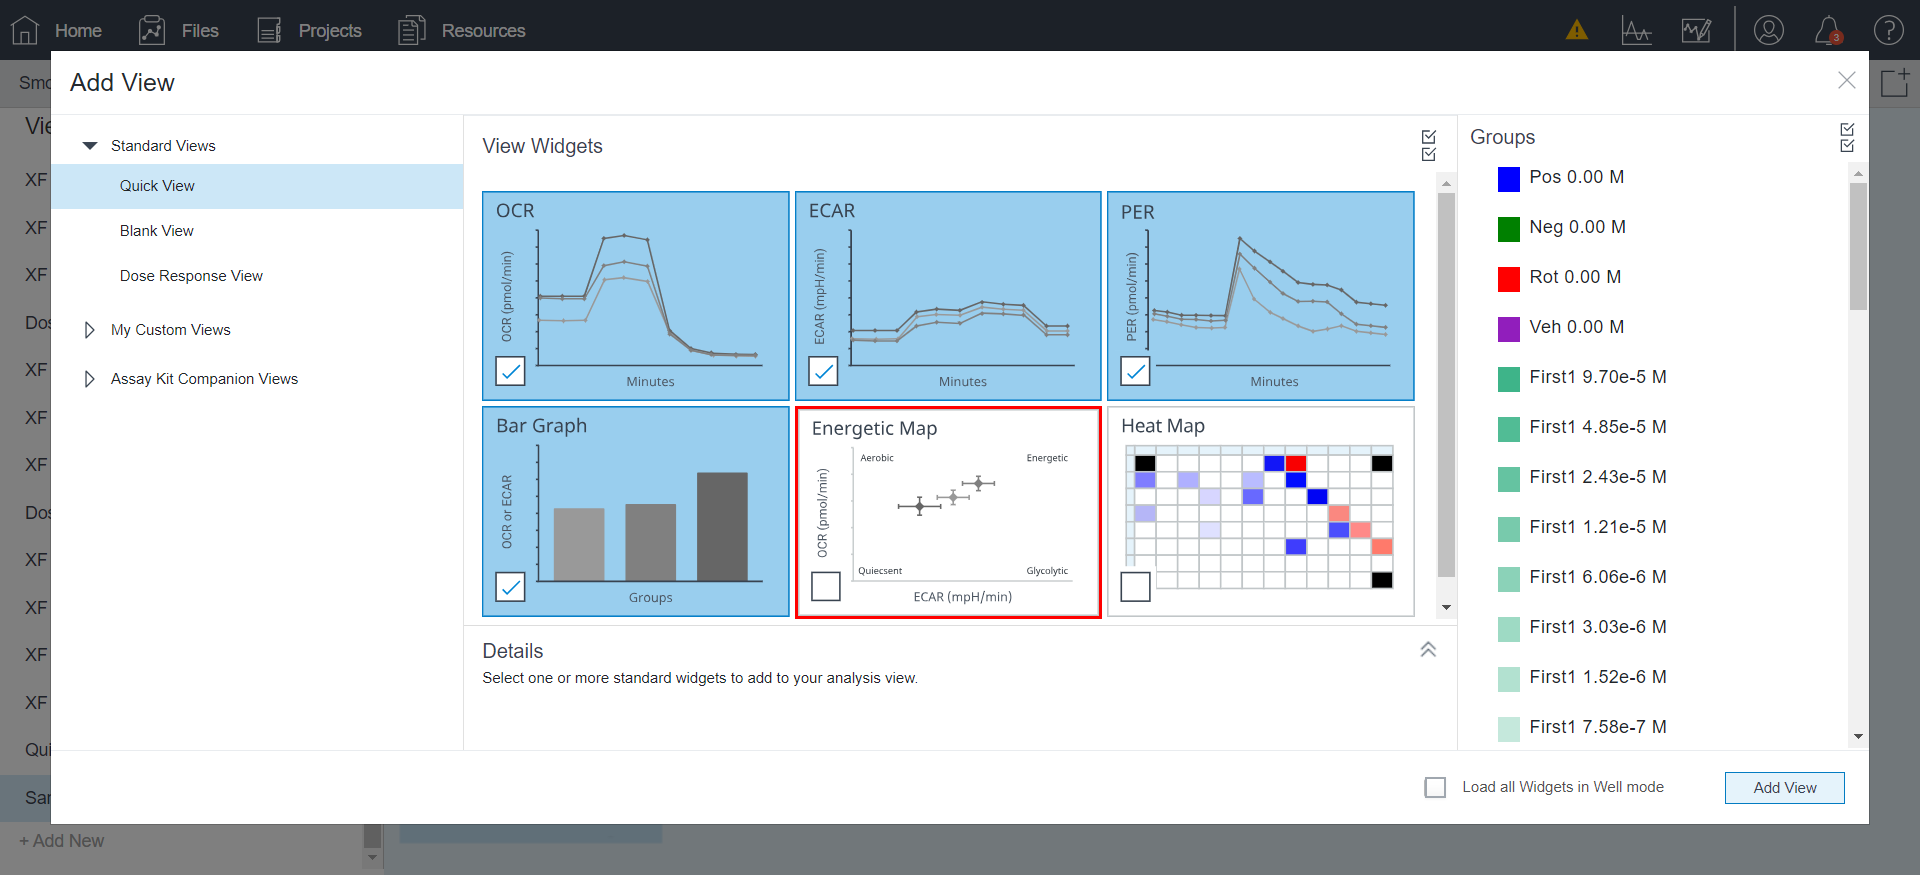 Home
Files
Projects
Resources
3
Smo
Add View
Vie
XF
XF
XF
Dos
XF
XF
XF
Dos
XF
XF
XF
XF
Qui
Sar
+ Add New
Standard Views
Quick View
Blank View
Dose Response View
My Custom Views
Assay Kit Companion Views
View Widgets
OCR
OCR (pmol/min)
Minutes
ECAR
ECAR (mpH/min)
Minutes
PER
PER (pmol/min)
Minutes
Bar Graph
OCR or ECAR
Groups
Energetic Map
Aerobic
Energetic
OCR (pmol/min)
Quiecsent
Glycolytic
ECAR (mpH/min)
Heat Map
Details
Select one or more standard widgets to add to your analysis view.
Groups
Pos 0.00 M
Neg 0.00 M
Rot 0.00 M
Veh 0.00 M
First1 9.70e-5 M
First1 4.85e-5 M
First1 2.43e-5 M
First1 1.21e-5 M
First1 6.06e-6 M
First1 3.03e-6 M
First1 1.52e-6 M
First1 7.58e-7 M
Load all Widgets in Well mode
Add View